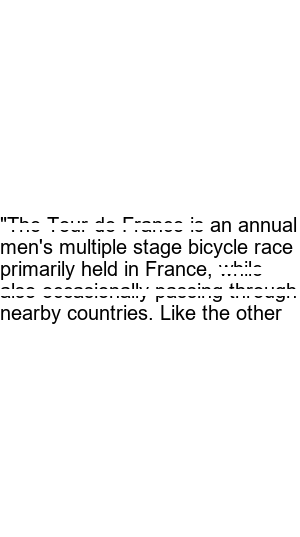 "The Tour de France is an annual
men's multiple stage bicycle race
primarily held in France, while
also occasionally passing through
nearby countries. Like the other